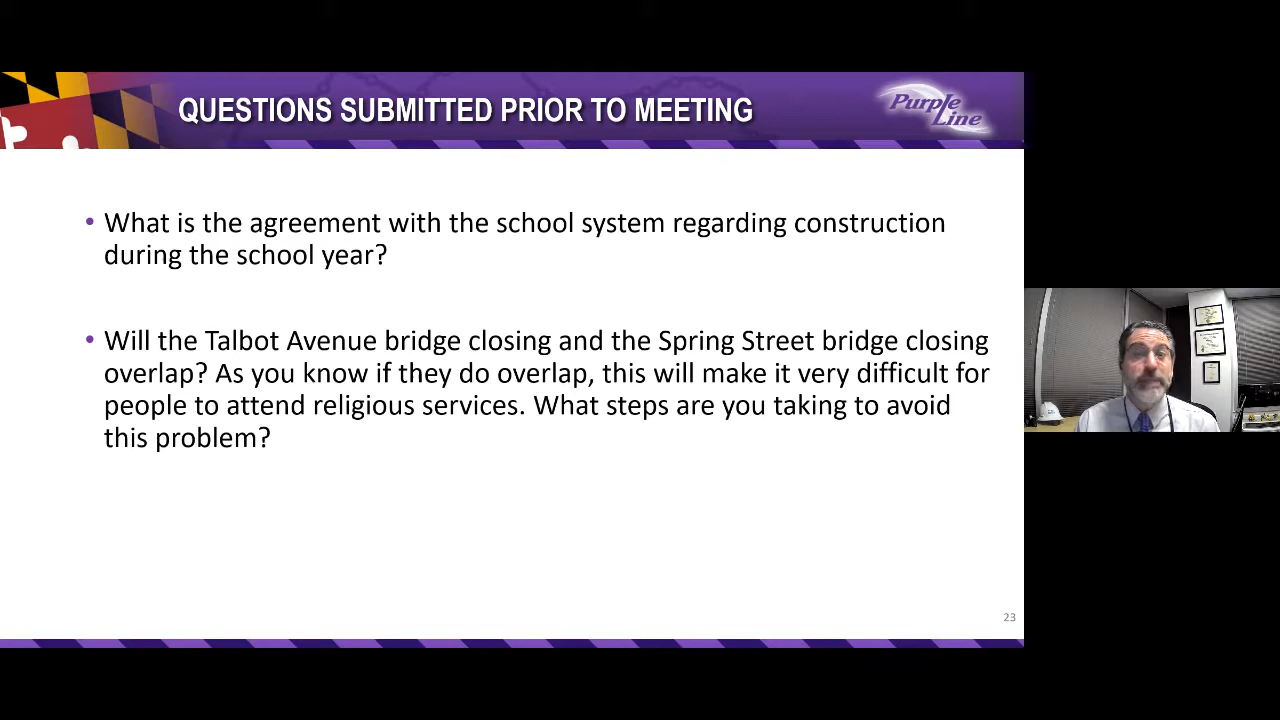 QUESTIONS SUBMITTED PRIOR TO MEETING
Purple
Line
• What is the agreement with the school system regarding construction
during the school year?
• Will the Talbot Avenue bridge closing and the Spring Street bridge closing
overlap? As you know if they do overlap, this will make it very difficult for
people to attend religious services. What steps are you taking to avoid
this problem?
23